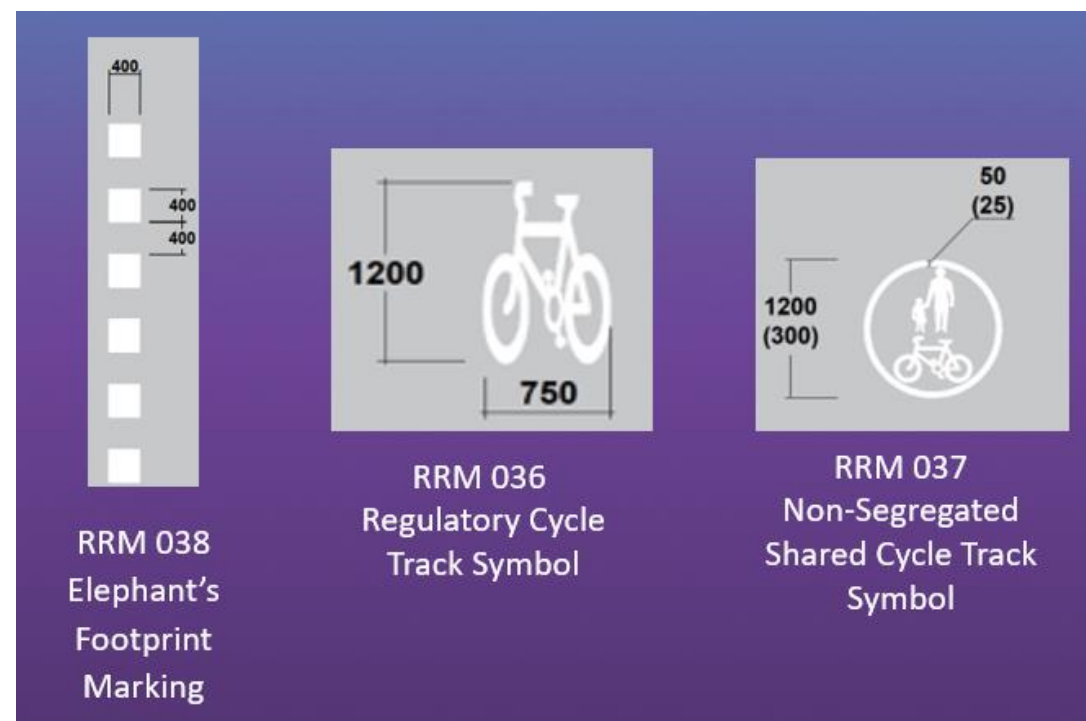 400
400
400
RRM 038
Elephant’s
Footprint
Marking
1200
750
RRM 036
Regulatory Cycle
Track Symbol
50
(25)
1200
(300)
RRM 037
Non-Segregated
Shared Cycle Track
Symbol